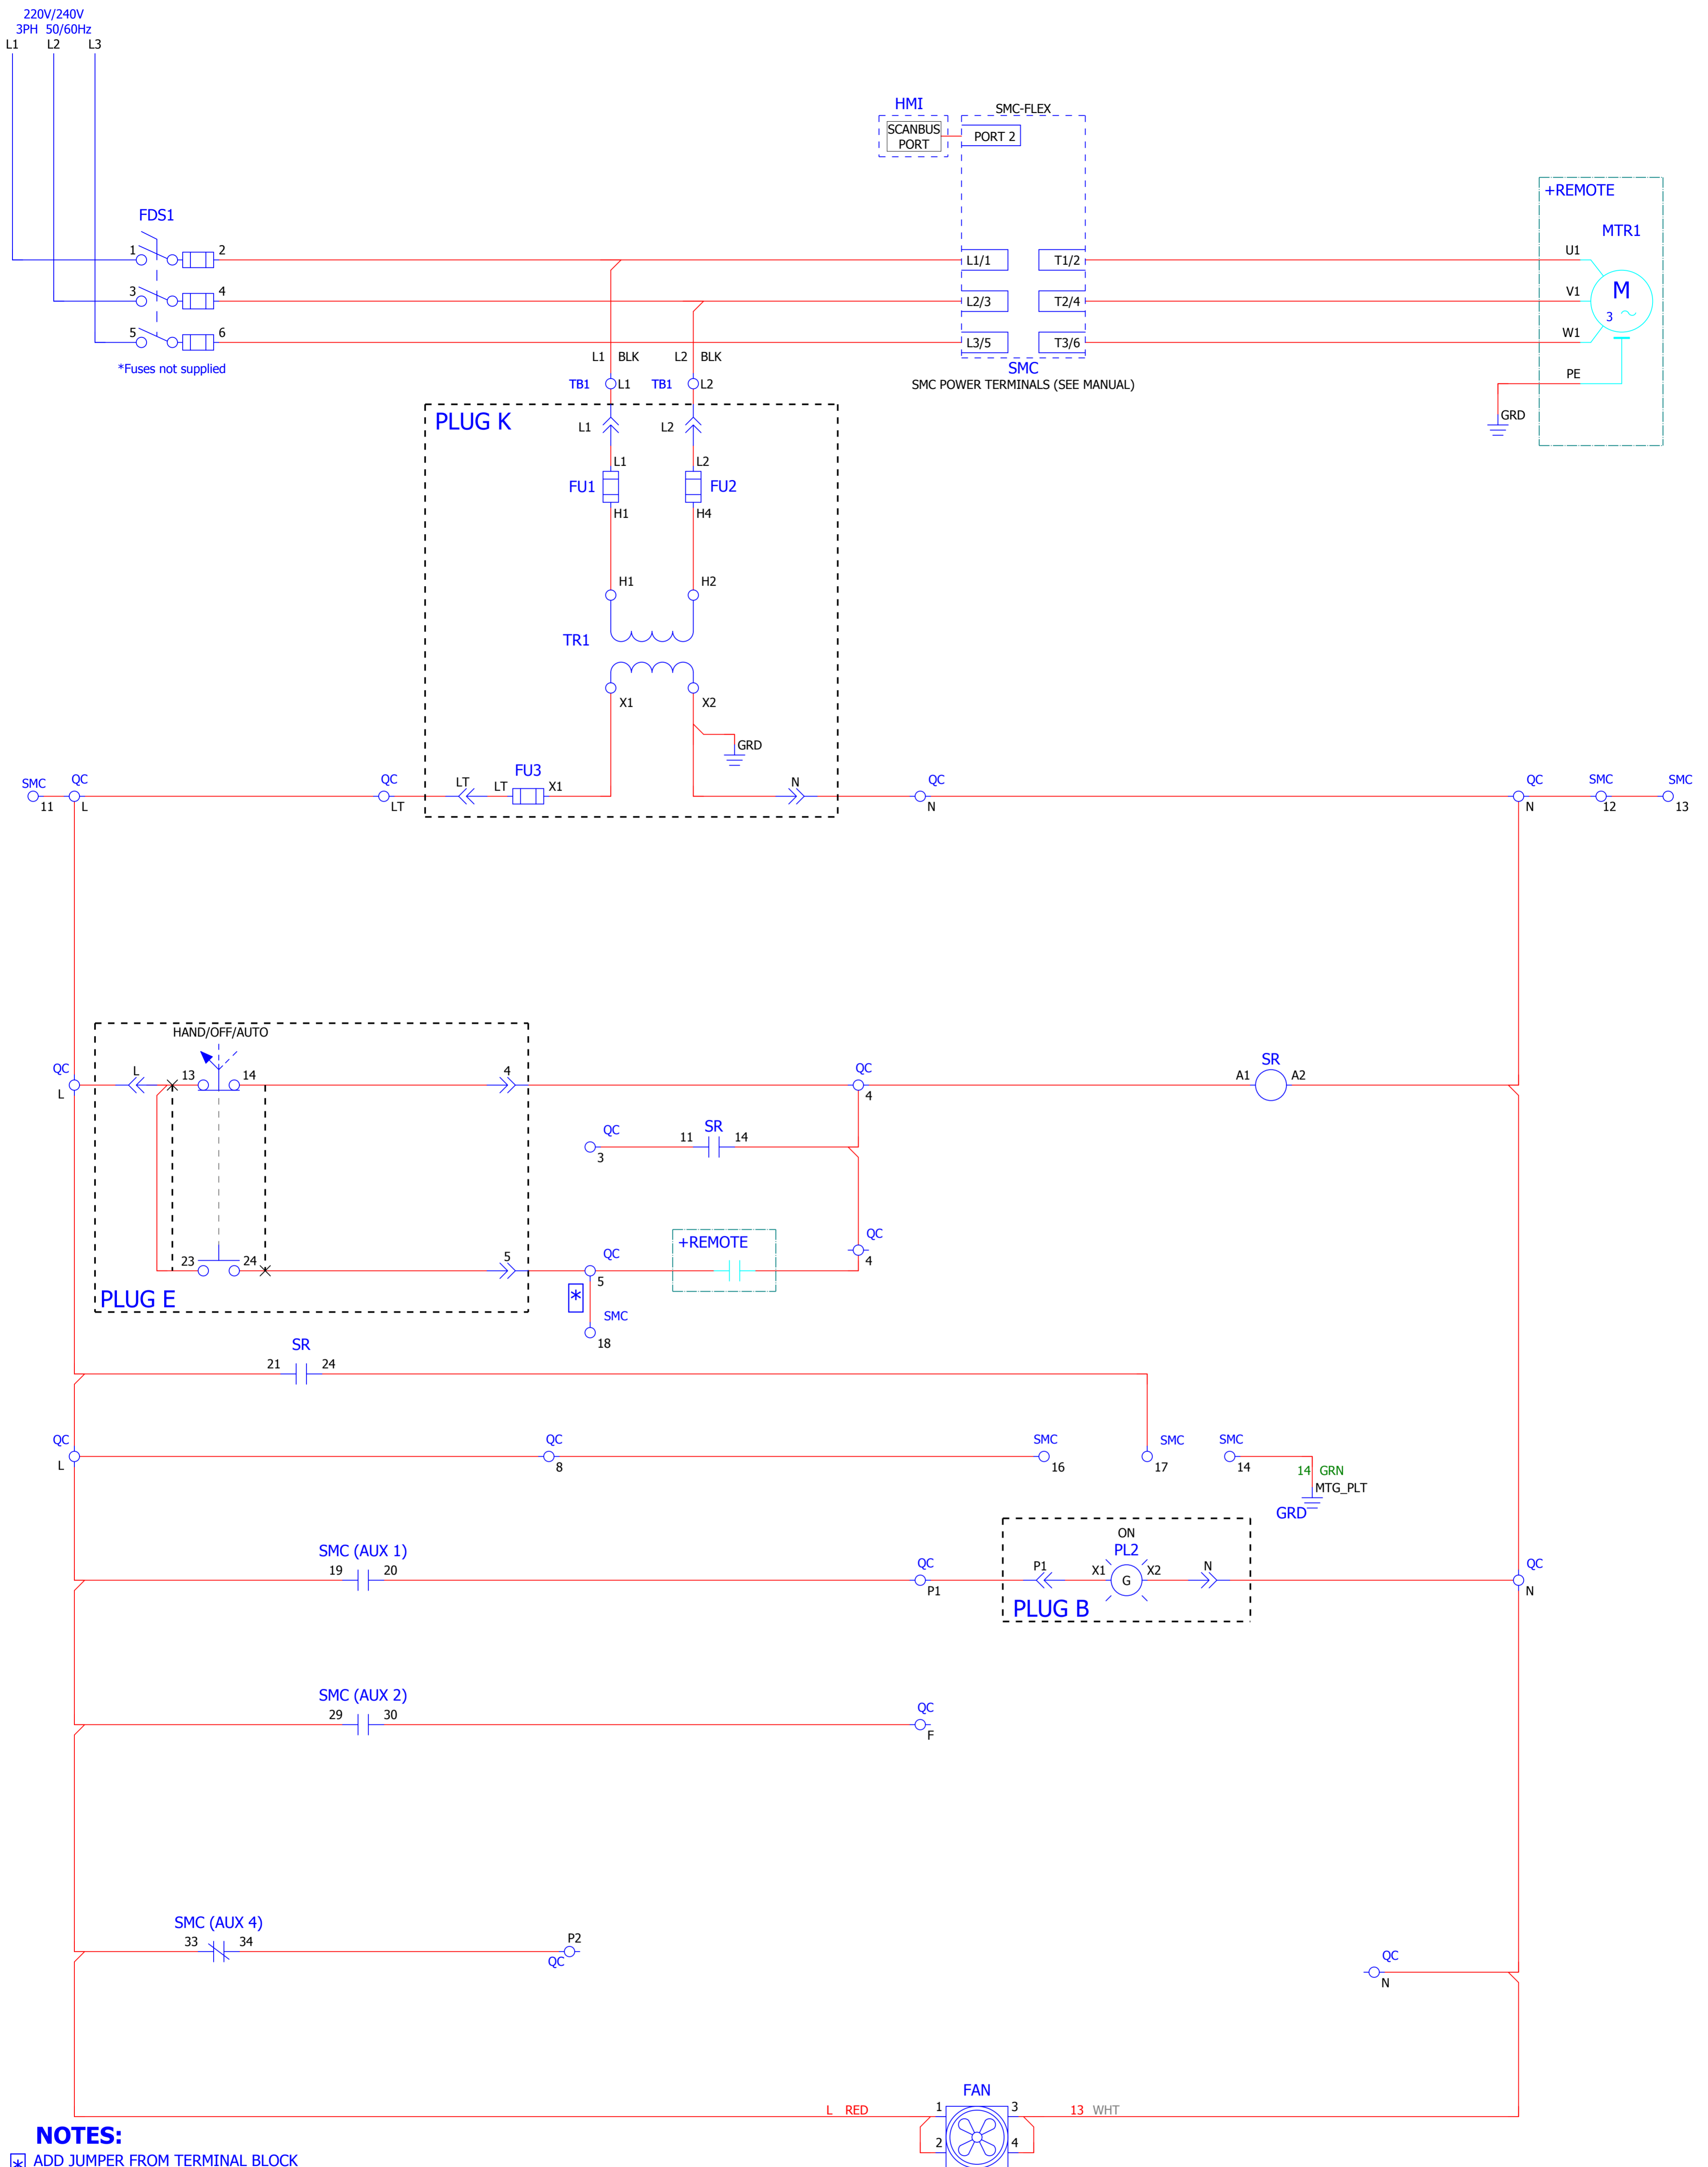 220V/240V
3PH 50/60Hz
L1 L2 L3
HMI
SMC-FLEX
SCANBUS
PORT
PORT 2
+REMOTE
MTR1
FDS1
1 2
L1/1 T1/2
U1
3 4
L2/3 T2/4
V1
M
3
5 6
L3/5 T3/6
W1
*Fuses not supplied
L1 BLK L2 BLK
SMC
SMC POWER TERMINALS (SEE MANUAL)
PE
TB1 L1 TB1 L2
GRD
PLUG K
L1 L2
L1 L2
FU1 FU2
H1 H4
H1 H2
TR1
X1 X2
GRD
SMC QC QC LT LT FU3 X1 N QC QC SMC SMC
11 L LT N N 12 13
HAND/OFF/AUTO
QC L 13 14 4 QC SR
L 4 A1 A2
QC 11 SR 14
3
23 24 5 QC +REMOTE QC
5 4
PLUG E
*
SMC
18
SR
21 24
QC QC SMC SMC SMC
L 8 16 17 14
14 GRN
MTG_PLT
GRD
SMC (AUX 1)
19 20
QC
P1
ON
PL2
P1 X1 G X2 N
PLUG B
QC
N
SMC (AUX 2)
29 30
QC
F
SMC (AUX 4)
33 34
P2
QC
QC
N
FAN
L RED 1 3 13 WHT
2 4
NOTES:
* ADD JUMPER FROM TERMINAL BLOCK